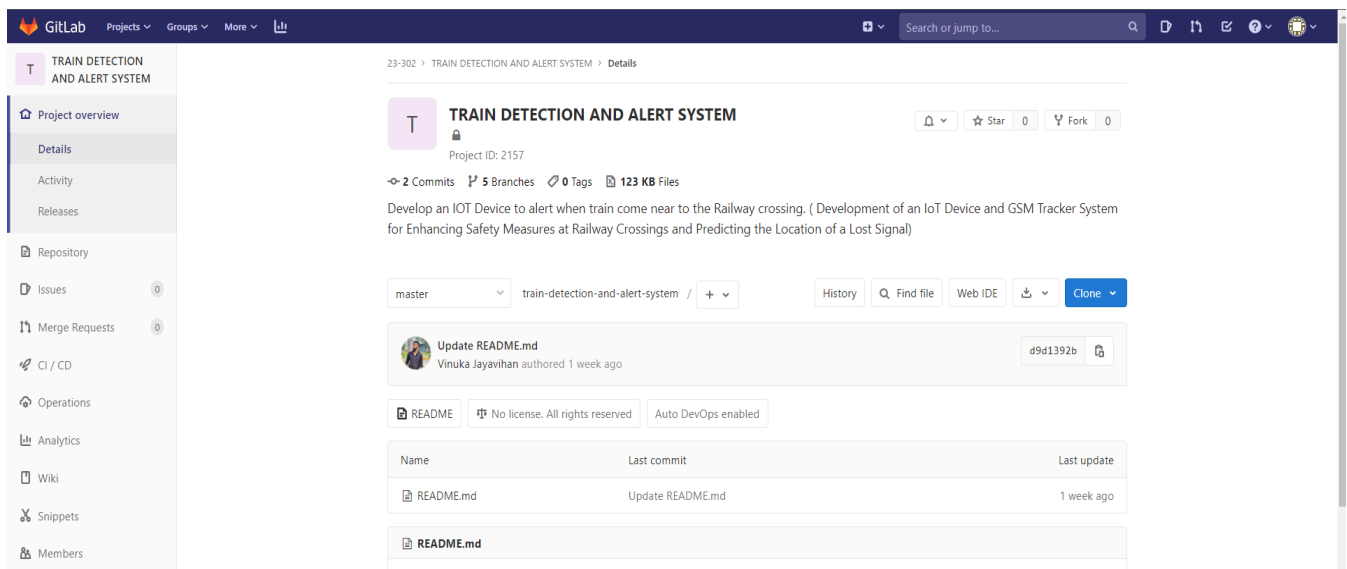 GitLab Projects Groups More Search or jump to...
T TRAIN DETECTION
AND ALERT SYSTEM
Project overview
Details
Activity
Releases
Repository
Issues 0
Merge Requests 0
CI / CD
Operations
Analytics
Wiki
Snippets
Members
23-302 > TRAIN DETECTION AND ALERT SYSTEM > Details
T TRAIN DETECTION AND ALERT SYSTEM
Project ID: 2157
Star 0 Fork 0
2 Commits 5 Branches 0 Tags 123 KB Files
Develop an IOT Device to alert when train come near to the Railway crossing. ( Development of an IoT Device and GSM Tracker System
for Enhancing Safety Measures at Railway Crossings and Predicting the Location of a Lost Signal)
master train-detection-and-alert-system / + History Find file Web IDE Clone
Update README.md
Vinuka Jayavihan authored 1 week ago
d9d1392b
README No license. All rights reserved Auto DevOps enabled
Name Last commit Last update
README.md Update README.md 1 week ago
README.md